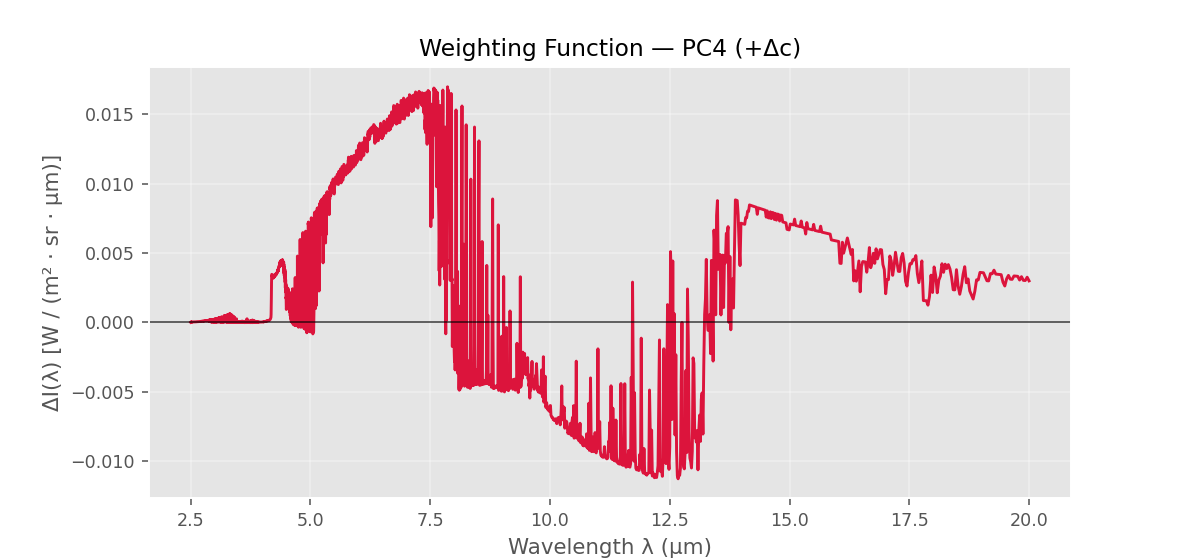 Weighting Function — PC4 (+Δc)
ΔI(λ) [W / (m² · sr · μm)]
0.015
0.010
0.005
0.000
−0.005
−0.010
2.5 5.0 7.5 10.0 12.5 15.0 17.5 20.0
Wavelength λ (μm)